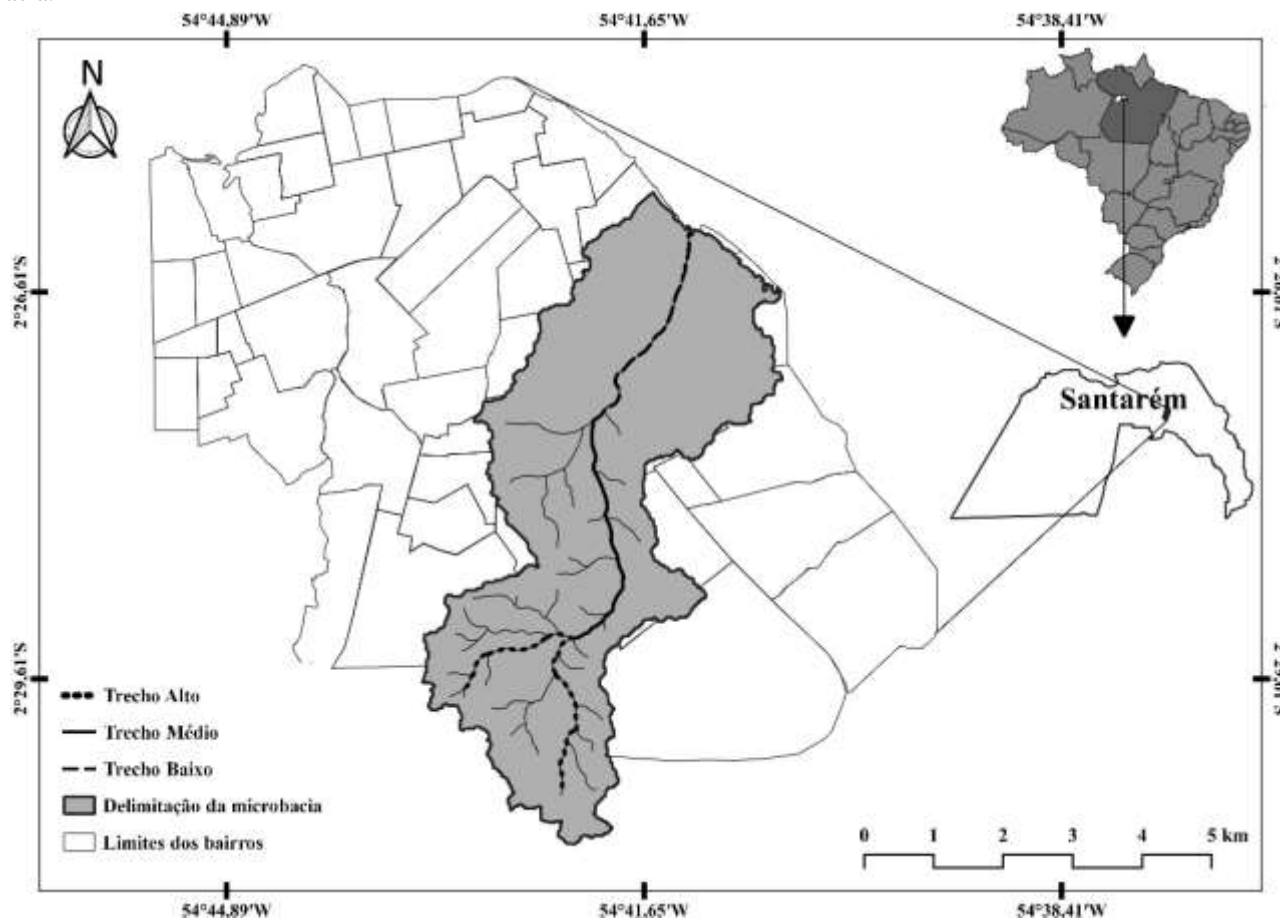 54°44,89'W 54°41,65'W 54°38,41'W
N
2°26,61'S
Santarém
2°29,61'S
Trecho Alto
Trecho Médio
Trecho Baixo
Delimitação da microbacia
Limites dos bairros
0 1 2 3 4 5 km
54°44,89'W 54°41,65'W 54°38,41'W